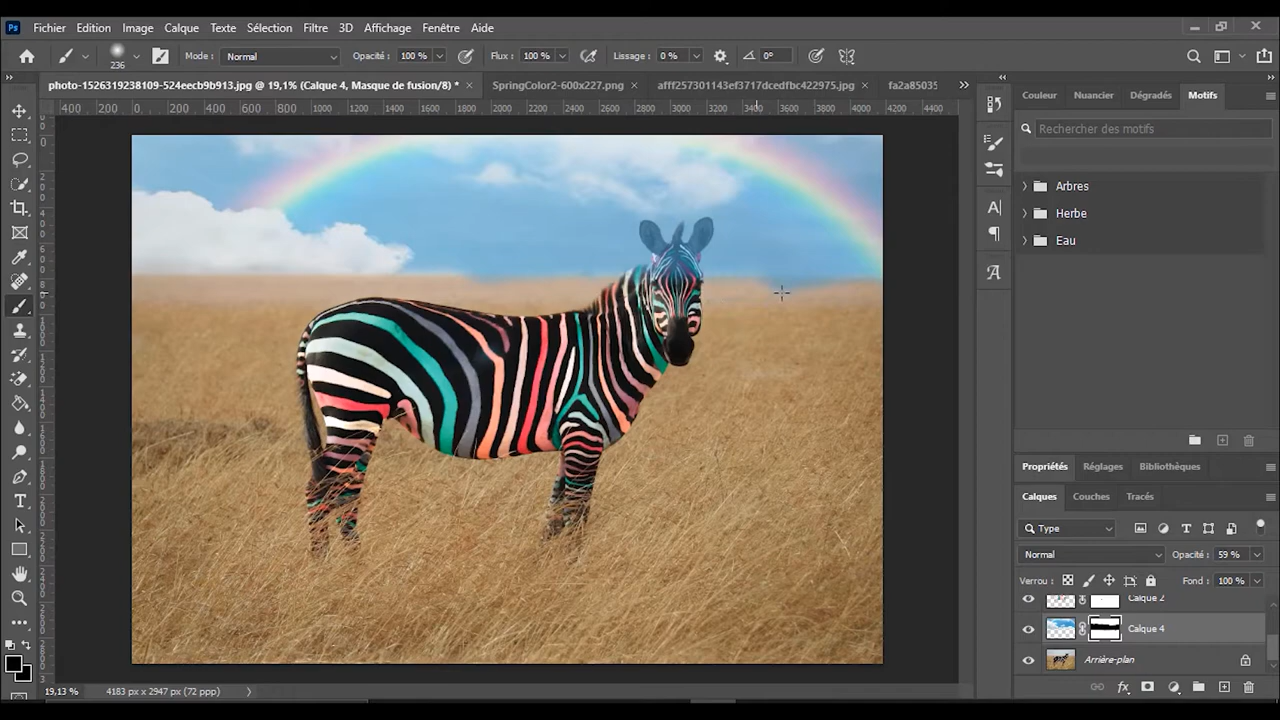 Ps Fichier Edition Image Calque Texte Sélection Filtre 3D Affichage Fenêtre Aide
236 Mode : Normal Opacité : 100 % Flux : 100 % Lissage : 0 % 0°
photo-1526319238109-524eecb9b913.jpg @ 19,1% (Calque 4, Masque de fusion/8) * × SpringColor2-600x227.png × afff257301143ef3717dcedfbc422975.jpg × fa2a85035
Couleur Nuancier Dégradés Motifs
400 200 0 200 400 600 800 1000 1200 1400 1600 1800 2000 2200 2400 2600 2800 3000 3200 3400 3600 3800 4000 4200 4400
Rechercher des motifs
Arbres
Herbe
Eau
Propriétés Réglages Bibliothèques
Calques Couches Tracés
Type
Normal Opacité : 59 %
Verrou : Fond : 100 %
Calque 2
Calque 4
Arrière-plan
19,13 % 4183 px x 2947 px (72 ppp)